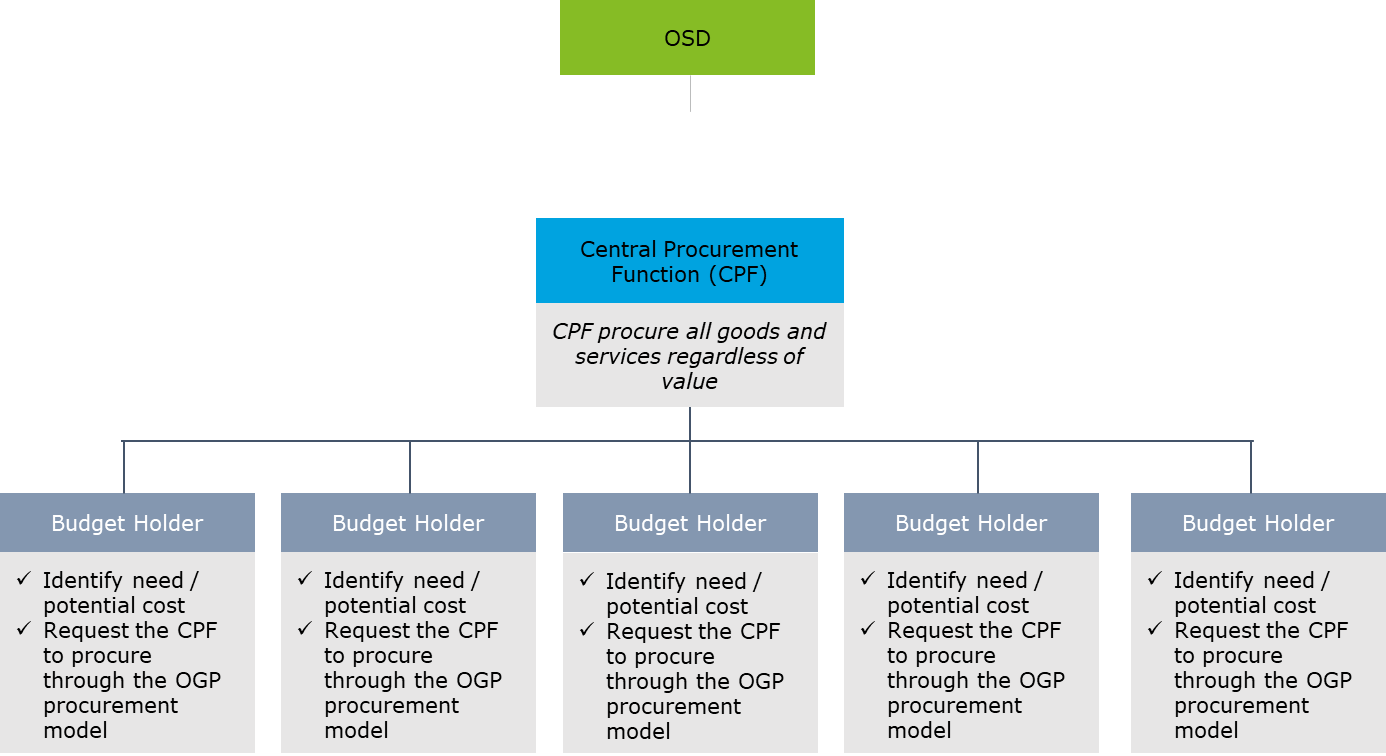 OSD
Central Procurement
Function (CPF)
CPF procure all goods and
services regardless of
value
Budget Holder
✓ Identify need /
potential cost
✓ Request the CPF
to procure
through the OGP
procurement
model
Budget Holder
✓ Identify need /
potential cost
✓ Request the CPF
to procure
through the OGP
procurement
model
Budget Holder
✓ Identify need /
potential cost
✓ Request the CPF
to procure
through the OGP
procurement
model
Budget Holder
✓ Identify need /
potential cost
✓ Request the CPF
to procure
through the OGP
procurement
model
Budget Holder
✓ Identify need /
potential cost
✓ Request the CPF
to procure
through the OGP
procurement
model